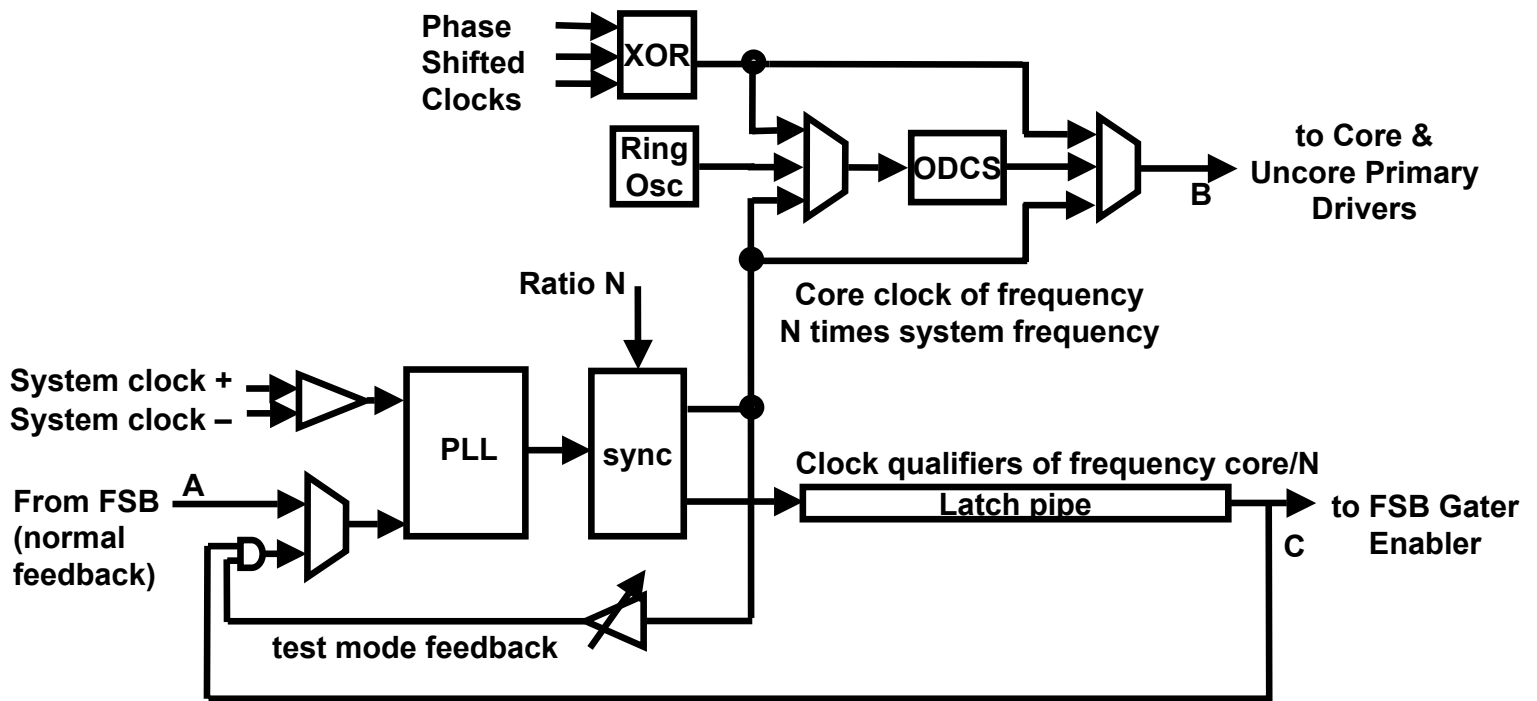 Phase
Shifted
Clocks
XOR
Ring
Osc
ODCS
to Core &
Uncore Primary
Drivers
B
Ratio N
Core clock of frequency
N times system frequency
System clock +
System clock –
PLL
sync
Clock qualifiers of frequency core/N
Latch pipe
A
From FSB
(normal
feedback)
to FSB Gater
Enabler
C
test mode feedback